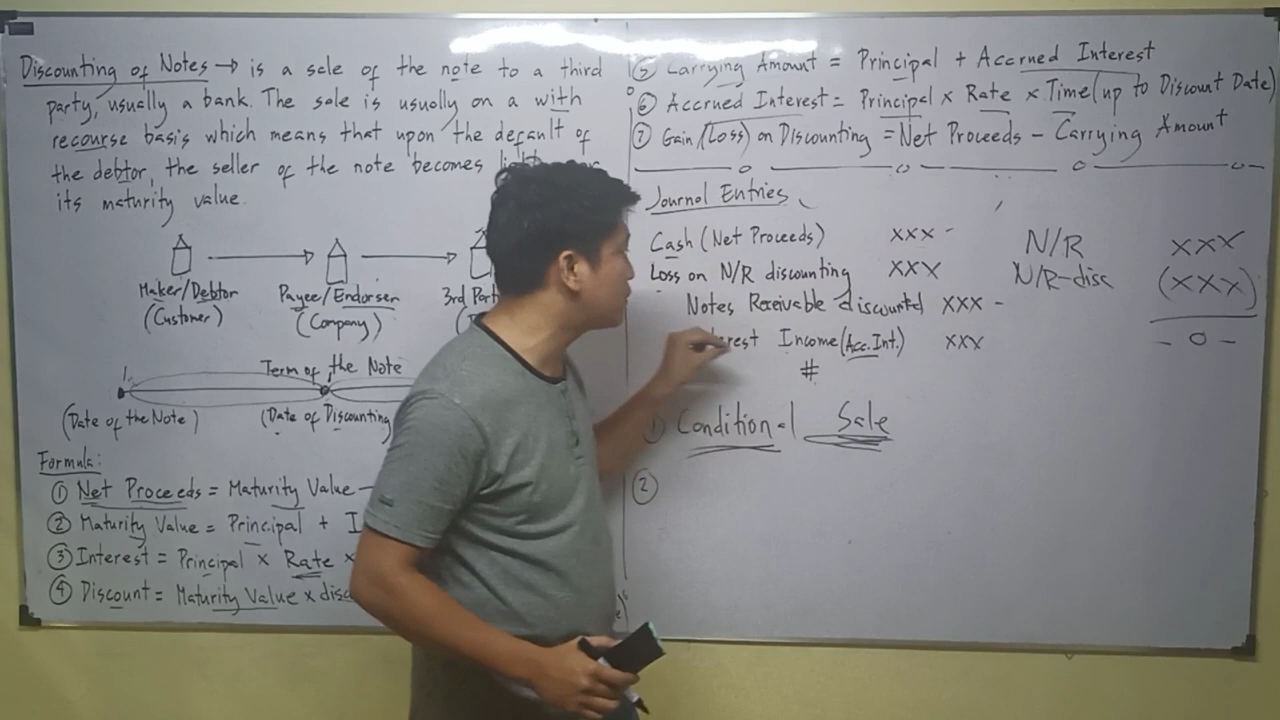 Discounting of Notes → is a sale of the note to a third
party, usually a bank. The sale is usually on a with
recourse basis which means that upon the default of
the debtor, the seller of the note becomes
its maturity value.
Maker/Debtor
(Customer)
Payee/Endorser
(Company)
3rd
Term of the Note
(Date of the Note)
(Date of Discounting
Formula:
① Net Proceeds = Maturity Value -
② Maturity Value = Principal + I
③ Interest = Principal × Rate ×
④ Discount = Maturity Value × disc
⑤ Carrying Amount = Principal + Accrued Interest
⑥ Accrued Interest = Principal × Rate × Time (up to Discount Date)
⑦ Gain/(Loss) on Discounting = Net Proceeds - Carrying Amount
Journal Entries
Cash (Net Proceeds) xxx
Loss on N/R discounting xxx
Notes Receivable discounted xxx
Income (Acc. Int.) xxx
#
N/R xxx
N/R-disc (xxx)
- 0 -
① Conditional Sale
②